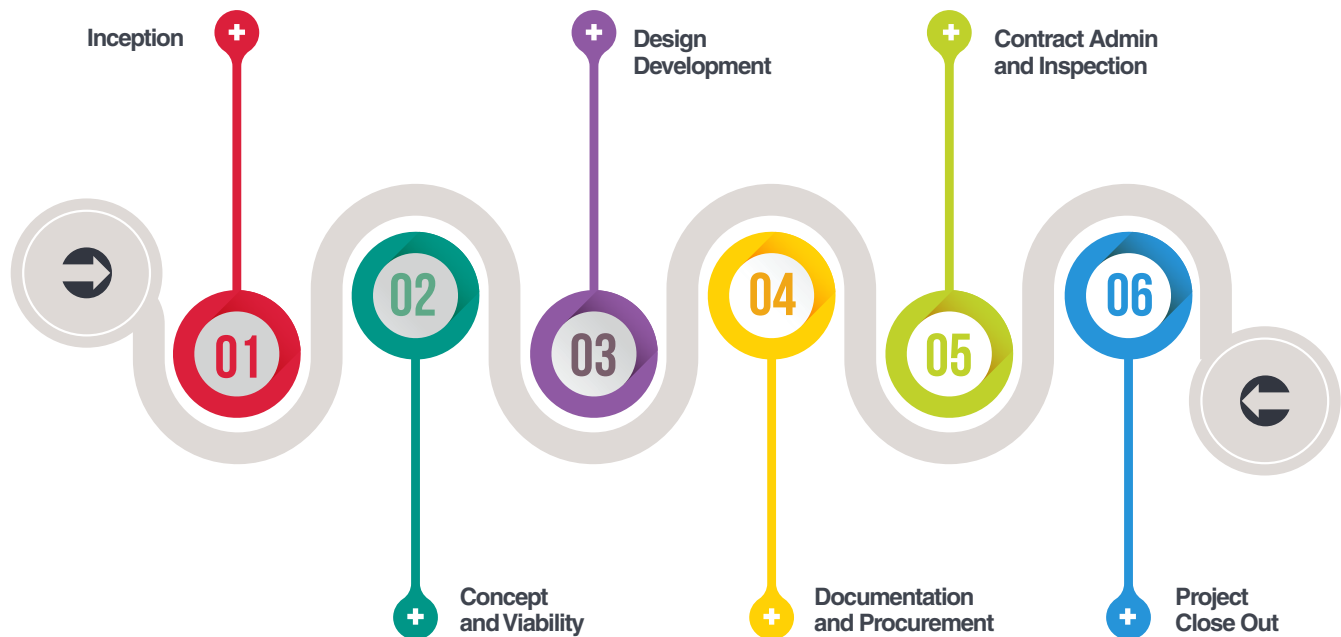 Inception
01
02
Concept
and Viability
Design
Development
03
04
Documentation
and Procurement
Contract Admin
and Inspection
05
06
Project
Close Out